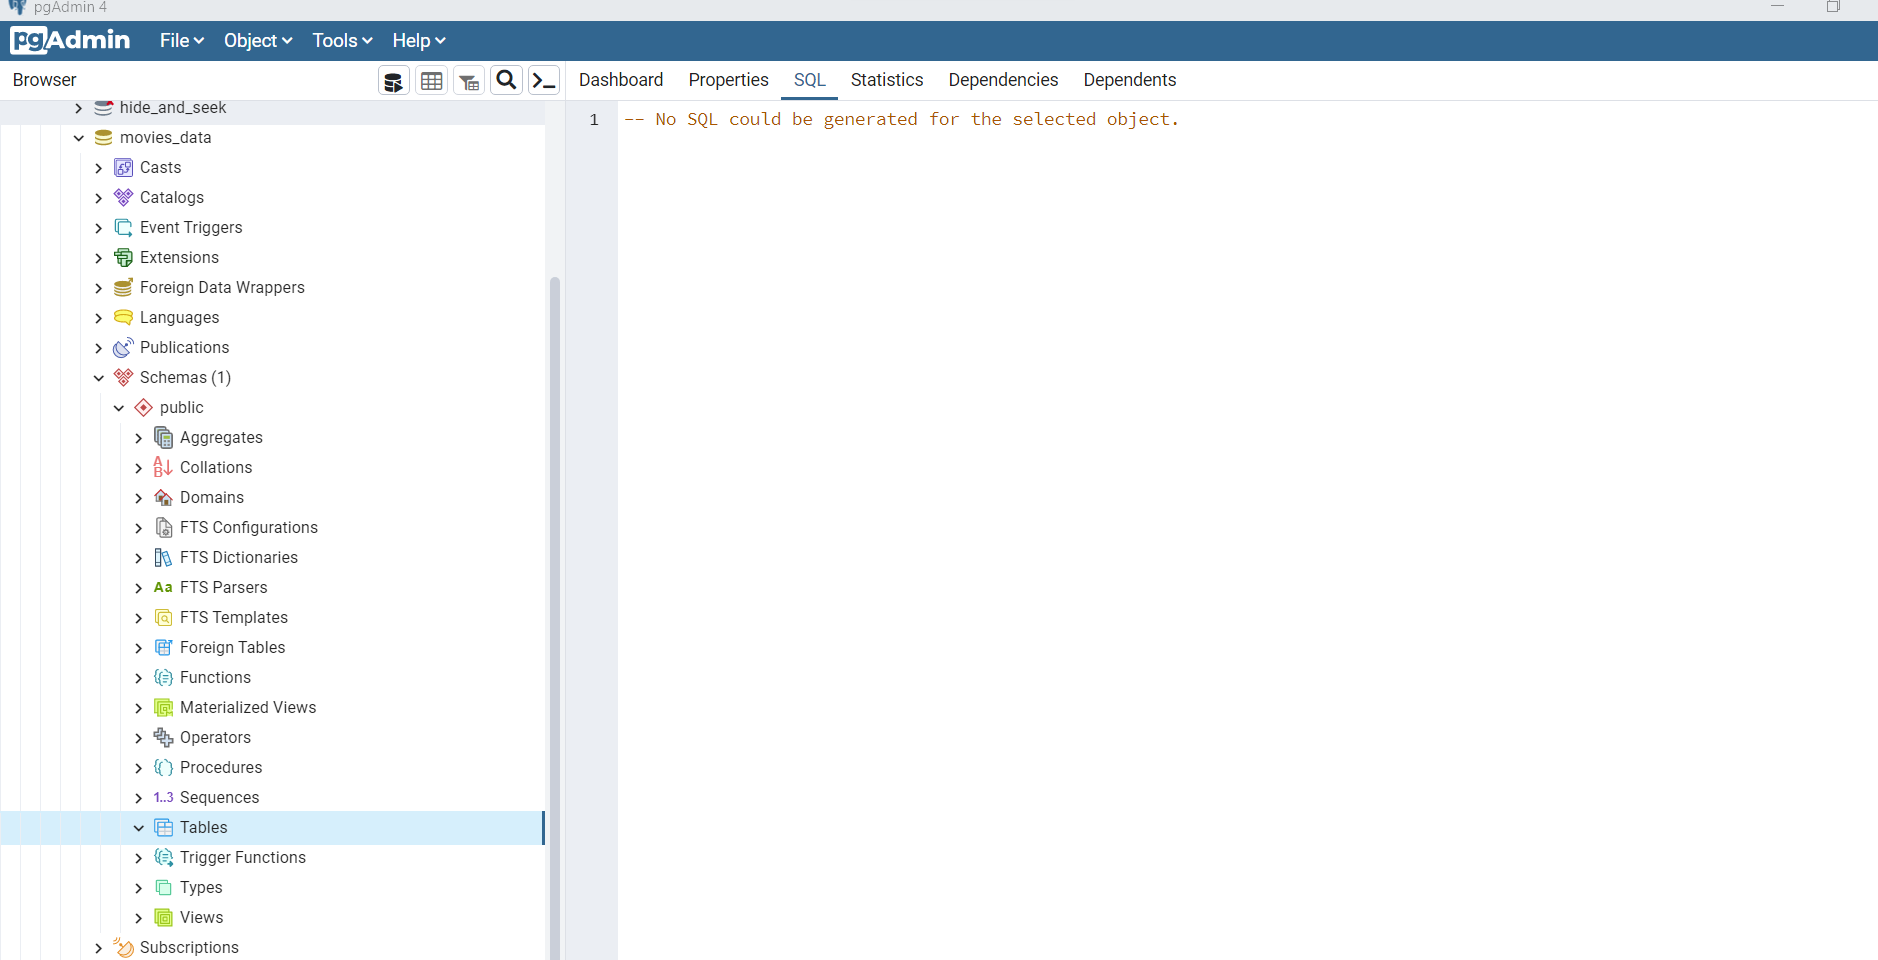 pgAdmin 4
pgAdmin File Object Tools Help
Browser Dashboard Properties SQL Statistics Dependencies Dependents
hide_and_seek
movies_data
Casts
Catalogs
Event Triggers
Extensions
Foreign Data Wrappers
Languages
Publications
Schemas (1)
public
Aggregates
Collations
Domains
FTS Configurations
FTS Dictionaries
Aa FTS Parsers
FTS Templates
Foreign Tables
Functions
Materialized Views
Operators
Procedures
1..3 Sequences
Tables
Trigger Functions
Types
Views
Subscriptions
1 -- No SQL could be generated for the selected object.